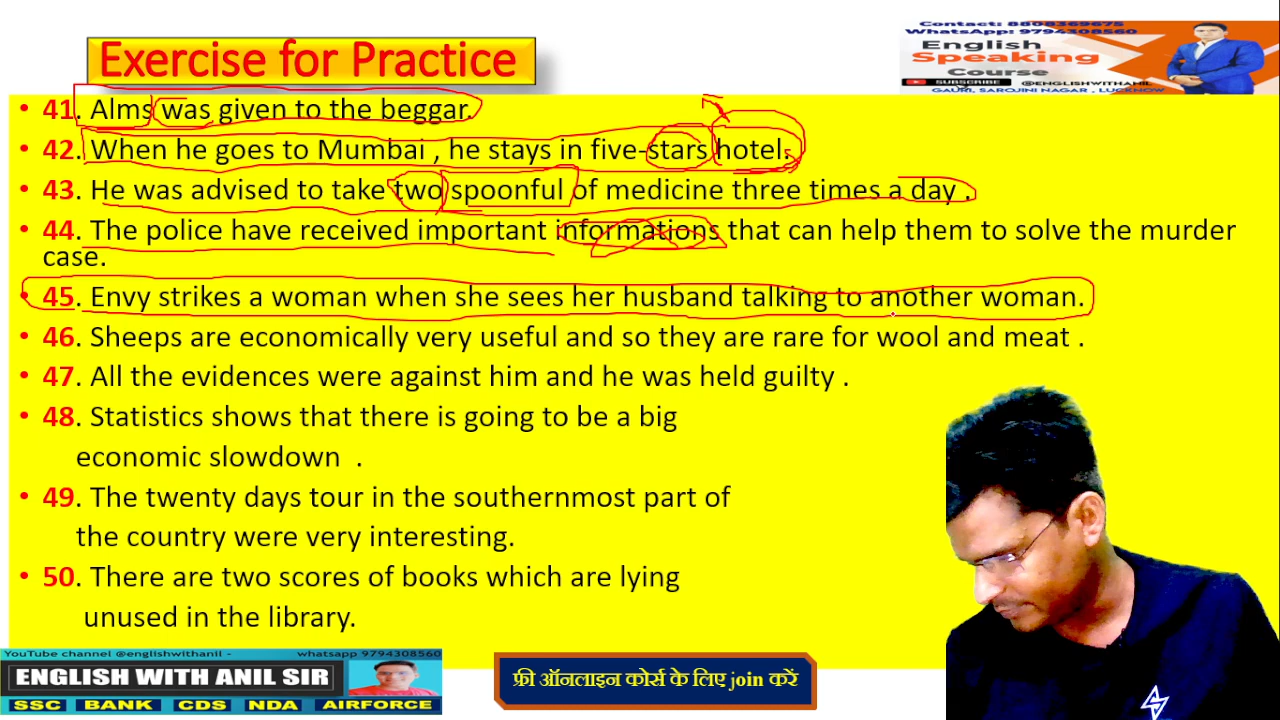 Contact: 8808369675
WhatsApp: 9794308560
English
Speaking
Course
SUBSCRIBE @ENGLISHWITHANIL
GAURI, SAROJINI NAGAR , LUCKNOW
Exercise for Practice
• 41. Alms was given to the beggar.
• 42. When he goes to Mumbai , he stays in five-stars hotel.
• 43. He was advised to take two spoonful of medicine three times a day .
• 44. The police have received important informations that can help them to solve the murder
case.
• 45. Envy strikes a woman when she sees her husband talking to another woman.
• 46. Sheeps are economically very useful and so they are rare for wool and meat .
• 47. All the evidences were against him and he was held guilty .
• 48. Statistics shows that there is going to be a big
economic slowdown .
• 49. The twenty days tour in the southernmost part of
the country were very interesting.
• 50. There are two scores of books which are lying
unused in the library.
YouTube channel @englishwithanil - whatsapp 9794308560
ENGLISH WITH ANIL SIR
SSC BANK CDS NDA AIRFORCE
फ्री ऑनलाइन कोर्स के लिए join करें